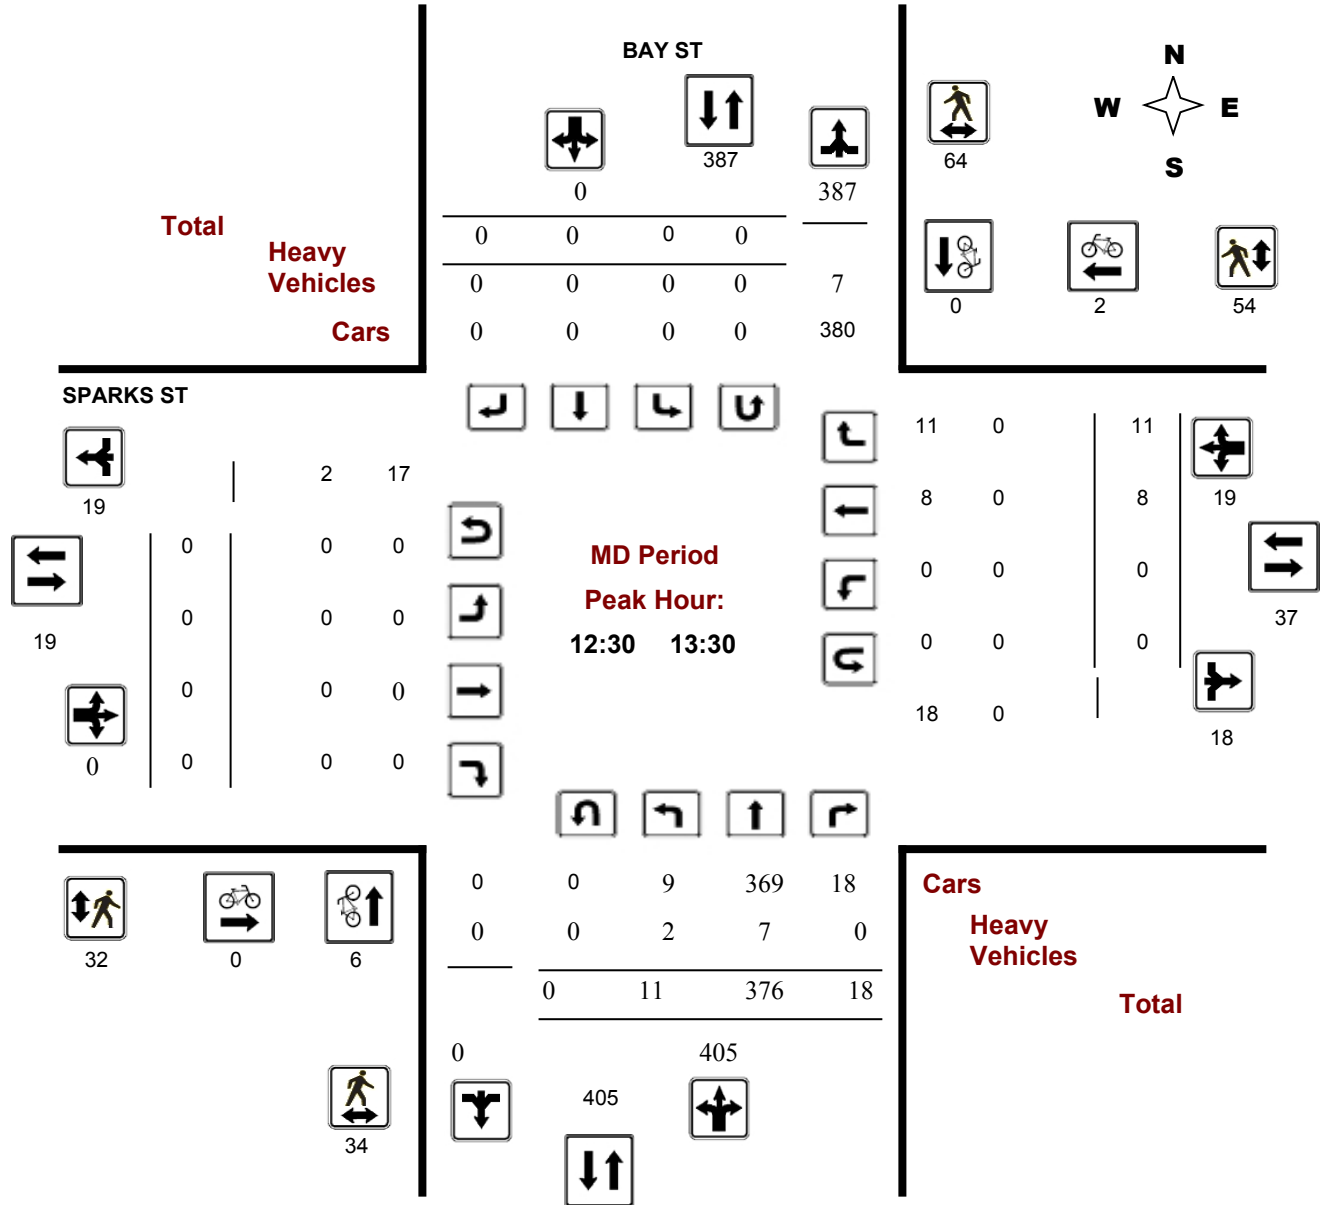 BAY ST
N
W E
S
387
64
0 387
Total
0 0 0 0
Heavy
Vehicles
0 0 0 0 7
0 2 54
Cars
0 0 0 0 380
SPARKS ST
11 0 11
2 17
19
8 0 8 19
0 0 0
MD Period
0 0 0
Peak Hour:
0 0 0
37
19
12:30 13:30
0 0 0
0 0 0
18 0
18
0
0 0 0
0 0 9 369 18
Cars
0 0 2 7 0
Heavy
Vehicles
32 0 6
0 11 376 18
Total
0 405
405
34